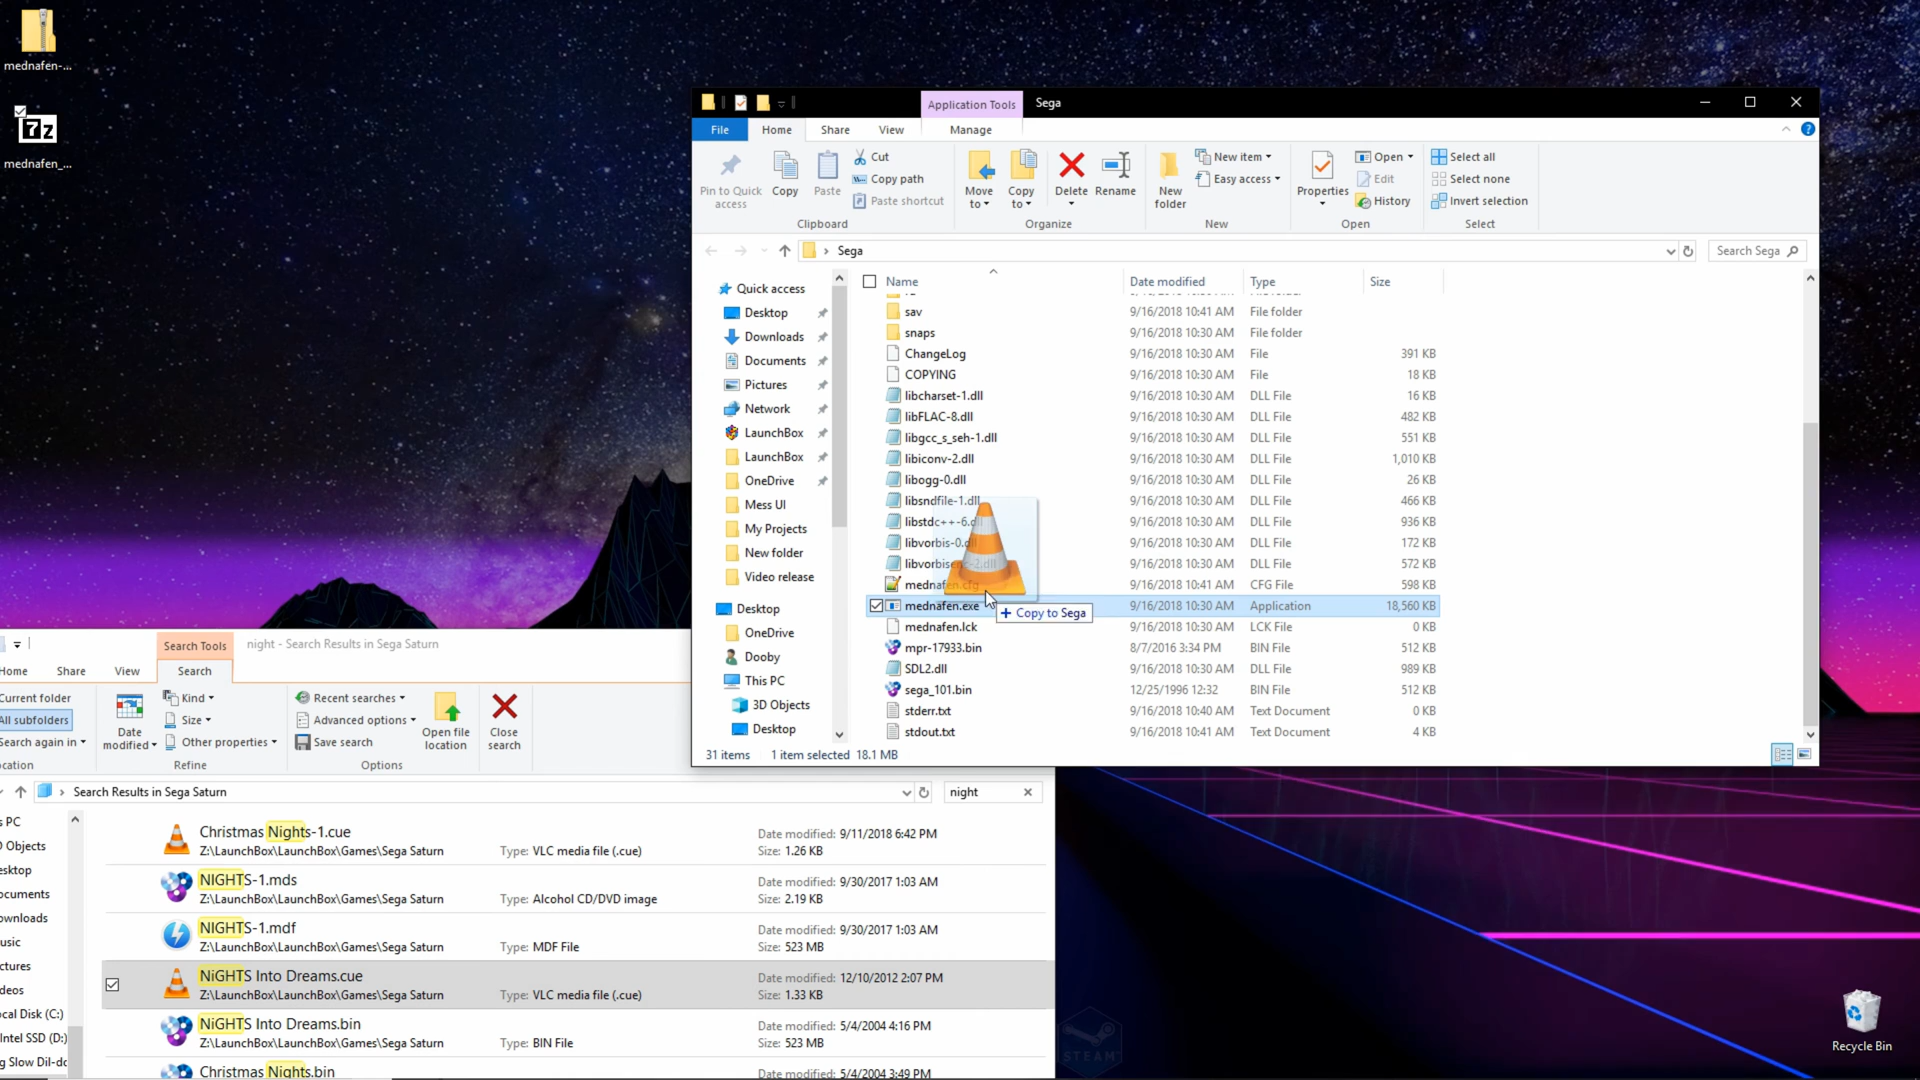 mednafen-...
mednafen_...
Application Tools
Sega
File
Home
Share
View
Manage
Pin to Quick access
Copy
Paste
Cut
Copy path
Paste shortcut
Clipboard
Move to
Copy to
Delete
Rename
Organize
New folder
New item
Easy access
New
Properties
Open
Edit
History
Open
Select all
Select none
Invert selection
Select
Sega
Search Sega
Quick access
Desktop
Downloads
Documents
Pictures
Network
LaunchBox
LaunchBox
OneDrive
Mess UI
My Projects
New folder
Video release
Desktop
OneDrive
Dooby
This PC
3D Objects
Desktop
Name Date modified Type Size
sav 9/16/2018 10:41 AM File folder
snaps 9/16/2018 10:30 AM File folder
ChangeLog 9/16/2018 10:30 AM File 391 KB
COPYING 9/16/2018 10:30 AM File 18 KB
libcharset-1.dll 9/16/2018 10:30 AM DLL File 16 KB
libFLAC-8.dll 9/16/2018 10:30 AM DLL File 482 KB
libgcc_s_seh-1.dll 9/16/2018 10:30 AM DLL File 551 KB
libiconv-2.dll 9/16/2018 10:30 AM DLL File 1,010 KB
libogg-0.dll 9/16/2018 10:30 AM DLL File 26 KB
libsndfile-1.dll 9/16/2018 10:30 AM DLL File 466 KB
libstdc++-6.dll 9/16/2018 10:30 AM DLL File 936 KB
libvorbis-0.dll 9/16/2018 10:30 AM DLL File 172 KB
libvorbisenc-2.dll 9/16/2018 10:30 AM DLL File 572 KB
mednafen.cfg 9/16/2018 10:41 AM CFG File 598 KB
mednafen.exe 9/16/2018 10:30 AM Application 18,560 KB
+ Copy to Sega
mednafen.lck 9/16/2018 10:30 AM LCK File 0 KB
mpr-17933.bin 8/7/2016 3:34 PM BIN File 512 KB
SDL2.dll 9/16/2018 10:30 AM DLL File 989 KB
sega_101.bin 12/25/1996 12:32 BIN File 512 KB
stderr.txt 9/16/2018 10:40 AM Text Document 0 KB
stdout.txt 9/16/2018 10:41 AM Text Document 4 KB
31 items 1 item selected 18.1 MB
Search Tools
night - Search Results in Sega Saturn
Home
Share
View
Search
Current folder
All subfolders
Search again in
ocation
Date modified
Kind
Size
Other properties
Refine
Recent searches
Advanced options
Save search
Options
Open file location
Close search
Search Results in Sega Saturn
night
s PC
D Objects
esktop
ocuments
ownloads
usic
ctures
deos
ocal Disk (C:)
Intel SSD (D:)
g Slow Dil-do
Christmas Nights-1.cue Date modified: 9/11/2018 6:42 PM
Z:\LaunchBox\LaunchBox\Games\Sega Saturn Type: VLC media file (.cue) Size: 1.26 KB
NIGHTS-1.mds Date modified: 9/30/2017 1:03 AM
Z:\LaunchBox\LaunchBox\Games\Sega Saturn Type: Alcohol CD/DVD image Size: 2.19 KB
NIGHTS-1.mdf Date modified: 9/30/2017 1:03 AM
Z:\LaunchBox\LaunchBox\Games\Sega Saturn Type: MDF File Size: 523 MB
NiGHTS Into Dreams.cue Date modified: 12/10/2012 2:07 PM
Z:\LaunchBox\LaunchBox\Games\Sega Saturn Type: VLC media file (.cue) Size: 1.33 KB
NiGHTS Into Dreams.bin Date modified: 5/4/2004 4:16 PM
Z:\LaunchBox\LaunchBox\Games\Sega Saturn Type: BIN File Size: 523 MB
Christmas Nights.bin Date modified: 5/4/2004 3:49 PM
STEAM
Recycle Bin